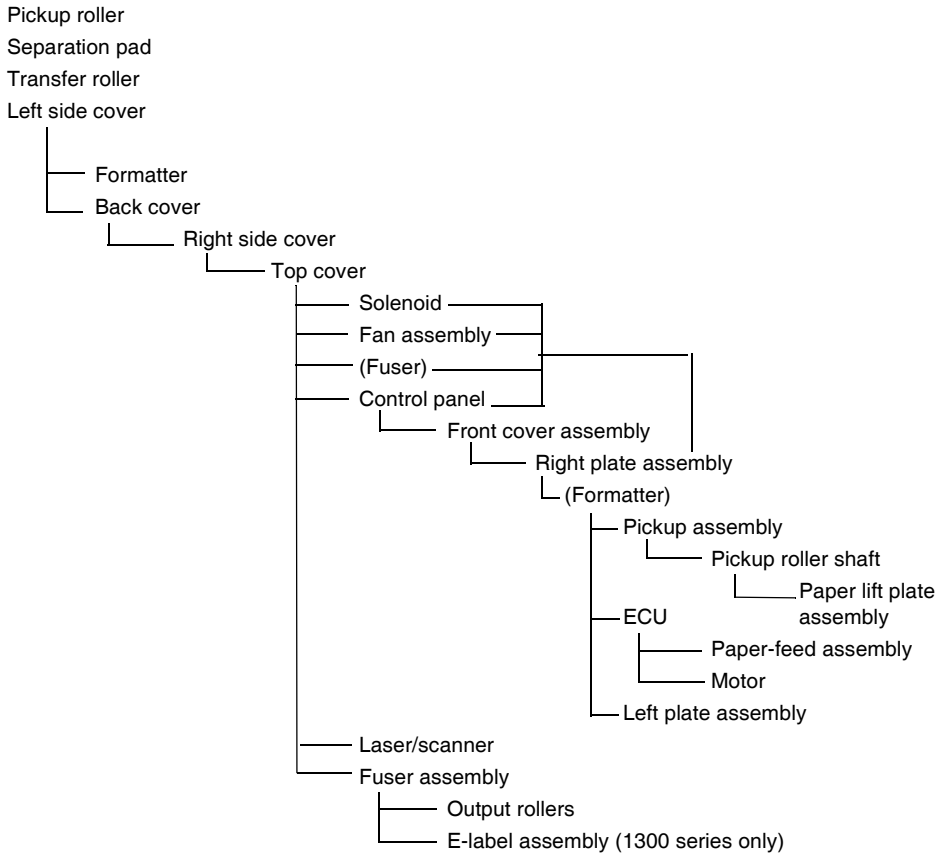 Pickup roller
Separation pad
Transfer roller
Left side cover
Formatter
Back cover
Right side cover
Top cover
Solenoid
Fan assembly
(Fuser)
Control panel
Front cover assembly
Right plate assembly
(Formatter)
Pickup assembly
Pickup roller shaft
Paper lift plate
assembly
ECU
Paper-feed assembly
Motor
Left plate assembly
Laser/scanner
Fuser assembly
Output rollers
E-label assembly (1300 series only)